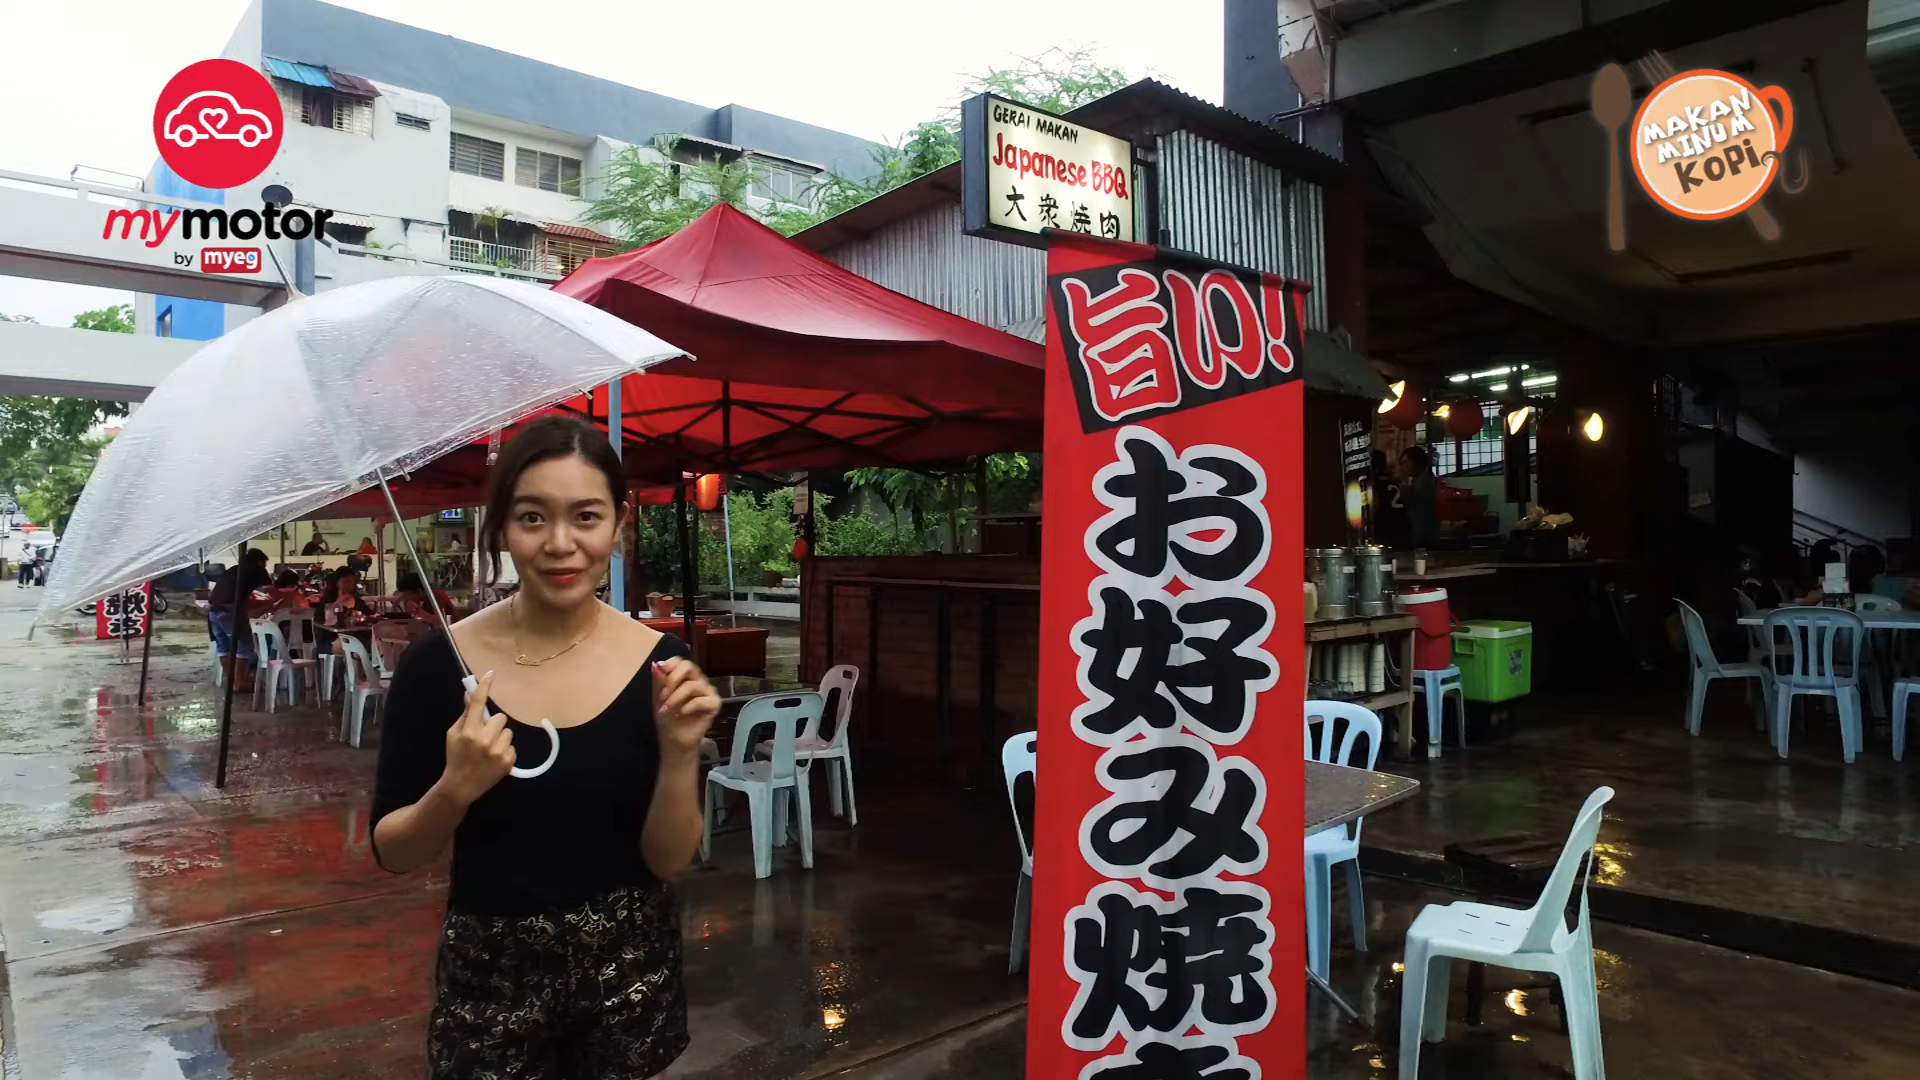 mymotor
by myeg
MAKAN
MINUM
KOPi
GERAI MAKAN
Japanese BBQ
大衆焼肉
旨い!
お好み焼